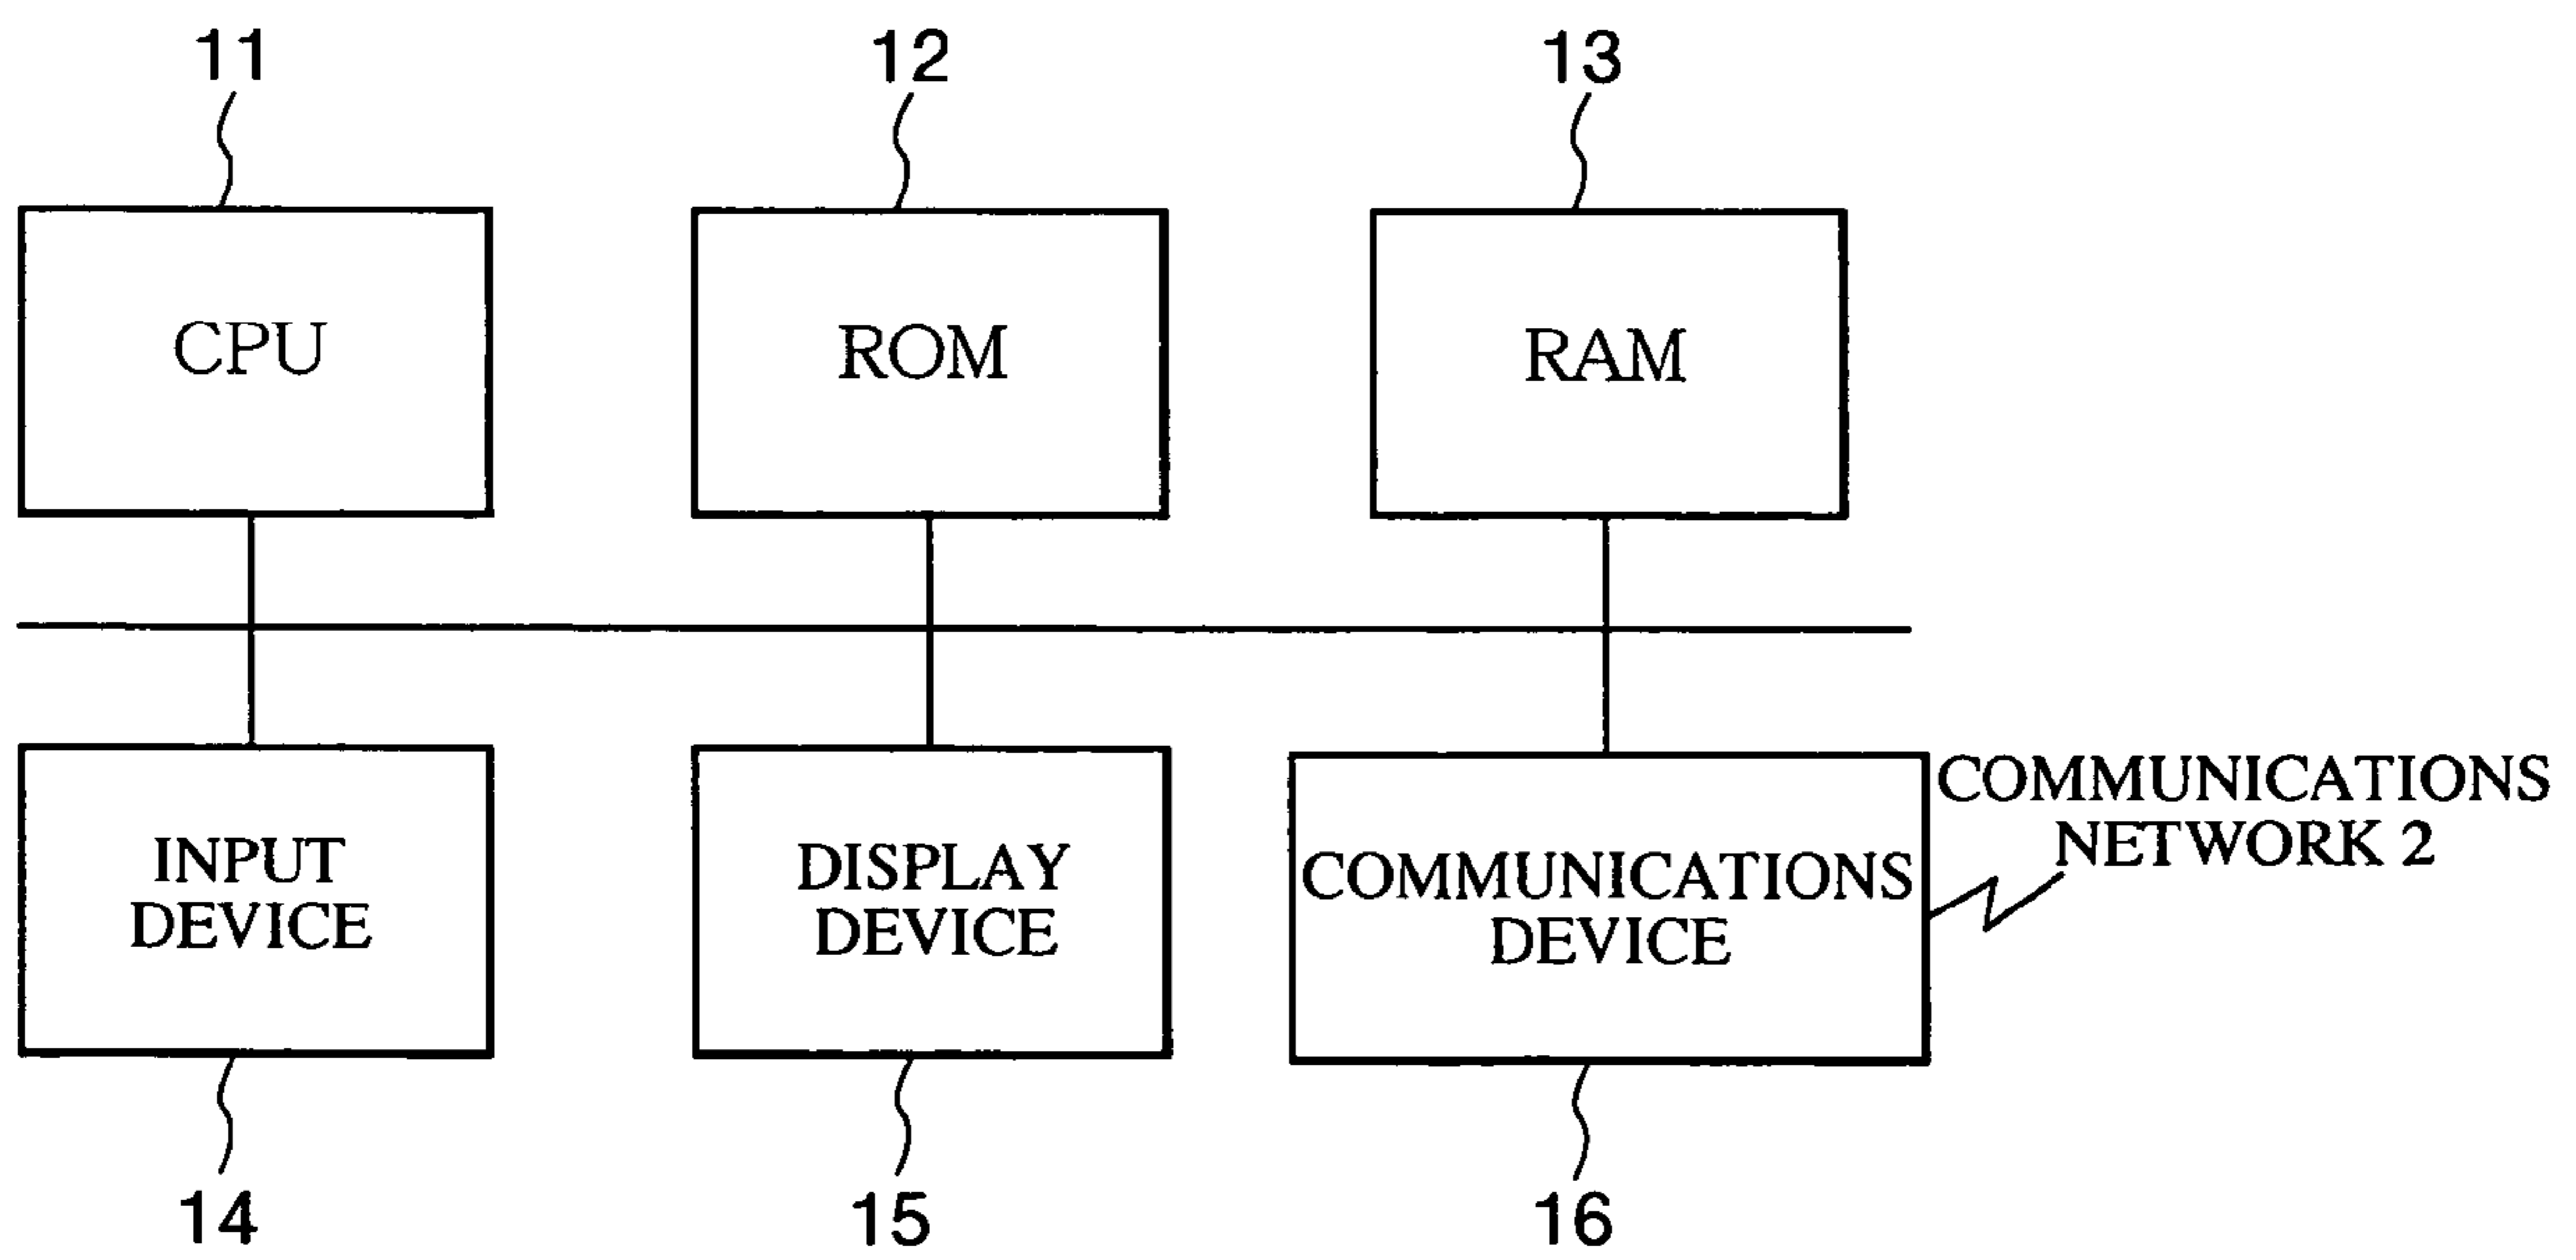 11
12
13
CPU
ROM
RAM
INPUT
DEVICE
DISPLAY
DEVICE
COMMUNICATIONS
DEVICE
COMMUNICATIONS
NETWORK 2
14
15
16